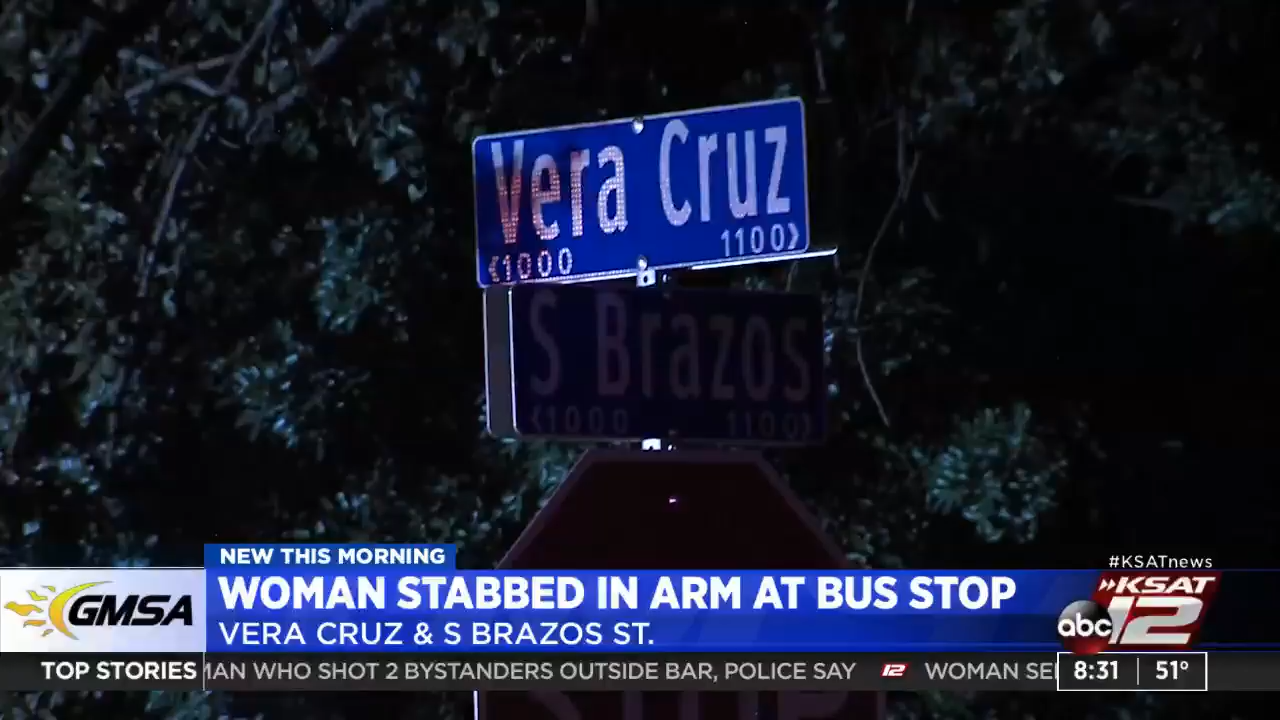 Vera Cruz
<1000 1100>
S Brazos
<1000 1100>
STOP
#KSATnews
NEW THIS MORNING
GMSA
WOMAN STABBED IN ARM AT BUS STOP
VERA CRUZ & S BRAZOS ST.
abc
KSAT
12
TOP STORIES
WHO SHOT 2 BYSTANDERS OUTSIDE BAR, POLICE SAY 12 WOMAN
8:31 51°